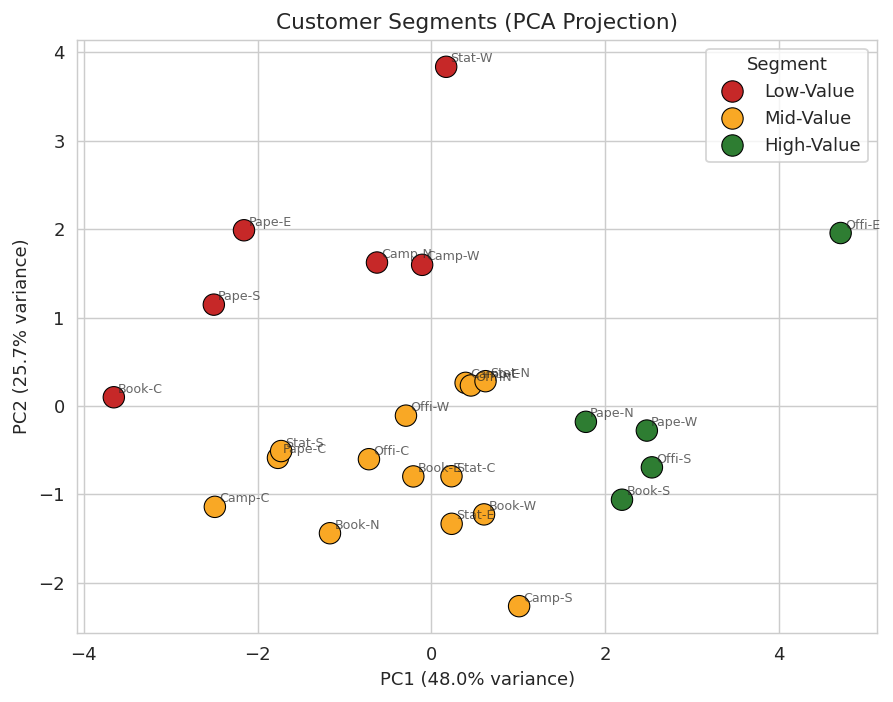 Customer Segments (PCA Projection)
Stat-W
Segment
Low-Value
Mid-Value
High-Value
Pape-E
Offi-E
Camp-N
Camp-W
Pape-S
Book-C
Camp-E
Offi-N
Stat-N
Offi-W
Pape-N
Pape-W
Stat-S
Pape-C
Offi-C
Offi-S
Book-E
Stat-C
Camp-C
Book-S
Book-W
Stat-E
Book-N
Camp-S
4
3
2
1
0
−1
−2
PC2 (25.7% variance)
−4
−2
0
2
4
PC1 (48.0% variance)